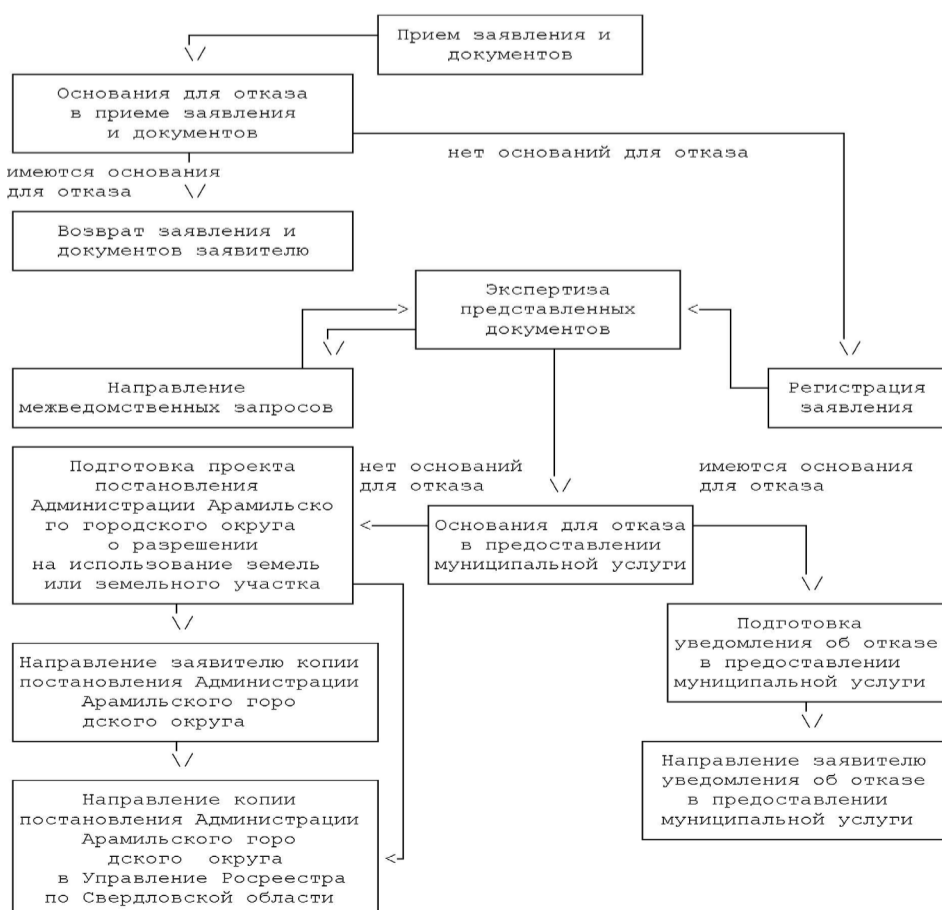 Прием заявления и
документов
Основания для отказа
в приеме заявления
и документов
нет оснований для отказа
имеются основания
для отказа
Возврат заявления и
документов заявителю
Экспертиза
представленных
документов
Направление
межведомственных запросов
Регистрация
заявления
Подготовка проекта
постановления
Администрации Арамильско
го городского округа
о разрешении
на использование земель
или земельного участка
нет оснований
для отказа
имеются основания
для отказа
Основания для отказа
в предоставлении
муниципальной услуги
Подготовка
уведомления об отказе
в предоставлении
муниципальной услуги
Направление заявителю копии
постановления Администрации
Арамильского горо
дского округа
Направление заявителю
уведомления об отказе
в предоставлении
муниципальной услуги
Направление копии
постановления Администрации
Арамильского горо
дского округа
в Управление Росреестра
по Свердловской области